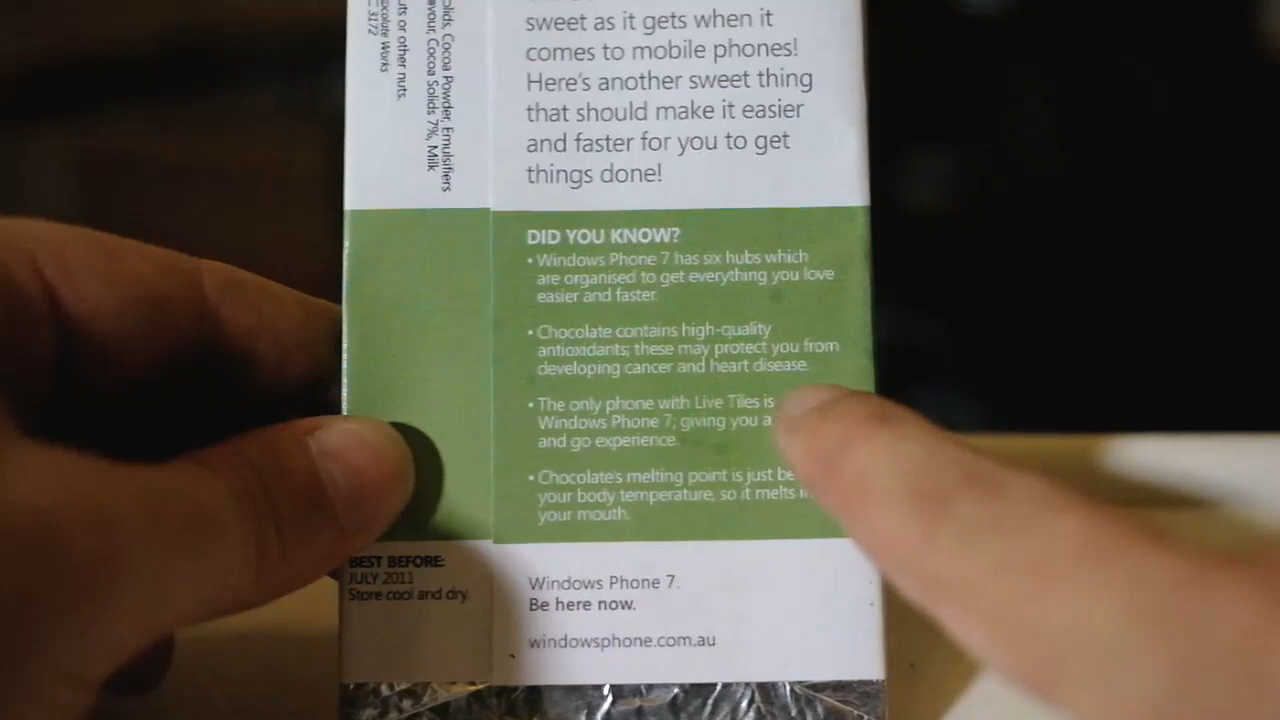 sweet as it gets when it
comes to mobile phones!
Here's another sweet thing
that should make it easier
and faster for you to get
things done!
DID YOU KNOW?
• Windows Phone 7 has six hubs which
are organised to get everything you love
easier and faster.
• Chocolate contains high-quality
antioxidants; these may protect you from
developing cancer and heart disease.
• The only phone with Live Tiles is
Windows Phone 7; giving you a
and go experience.
• Chocolate's melting point is just
your body temperature, so it melts
your mouth.
Windows Phone 7.
Be here now.
windowsphone.com.au
Cocoa Powder, Emulsifiers
Cocoa Solids 7%, Milk
or other nuts.
Works
3172
BEST BEFORE:
JULY 2011
Store cool and dry.